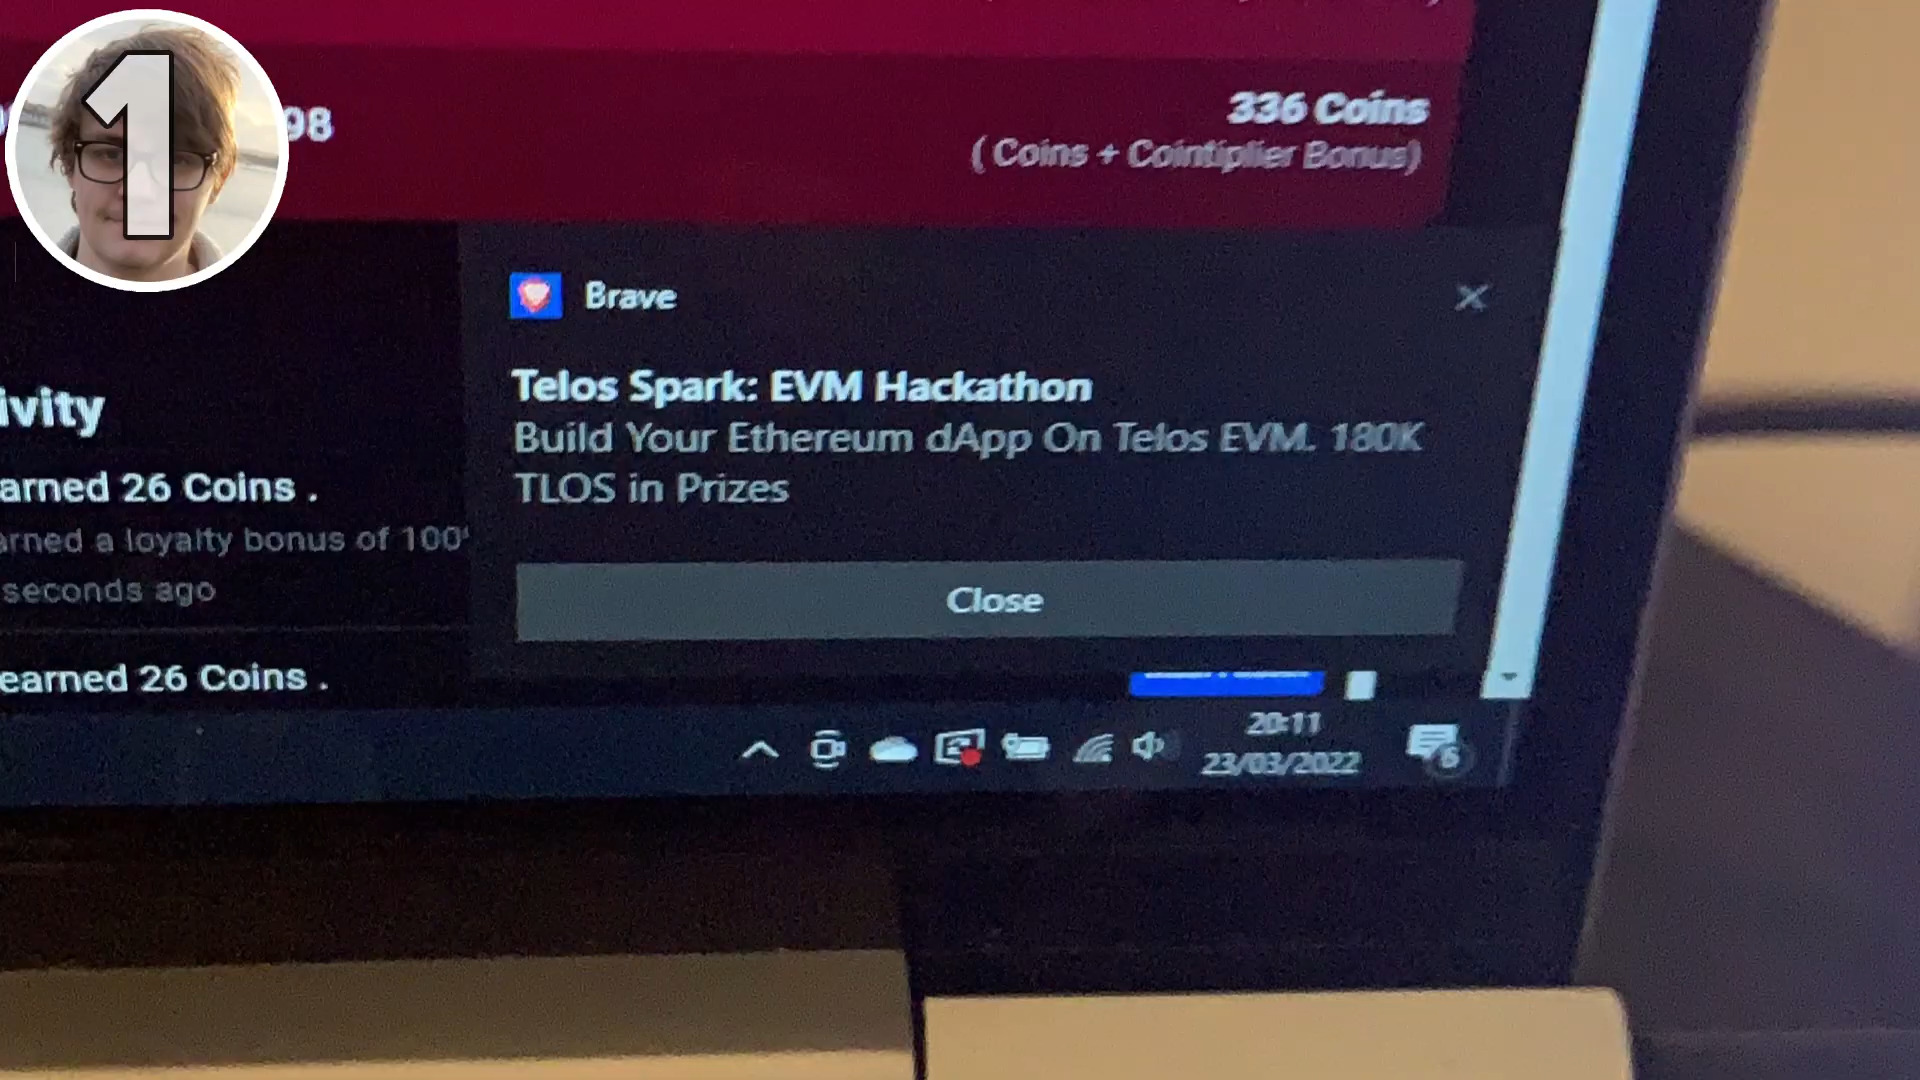 1
98
336 Coins
( Coins + Cointiplier Bonus)
Brave
Telos Spark: EVM Hackathon
Build Your Ethereum dApp On Telos EVM. 180K
TLOS in Prizes
Close
ivity
arned 26 Coins .
arned a loyalty bonus of 100
seconds ago
earned 26 Coins .
20:11
23/03/2022
6